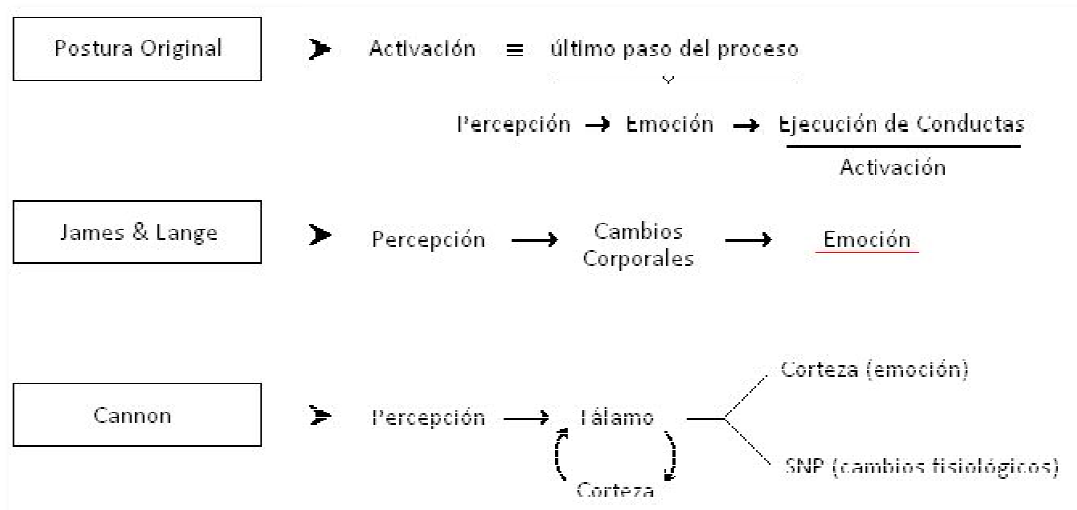 Postura Original
Activación ≡ último paso del proceso
Percepción → Emoción → Ejecución de Conductas
Activación
James & Lange
Percepción → Cambios Corporales → Emoción
Cannon
Percepción → Tálamo
Corteza
Corteza (emoción)
SNP (cambios fisiológicos)